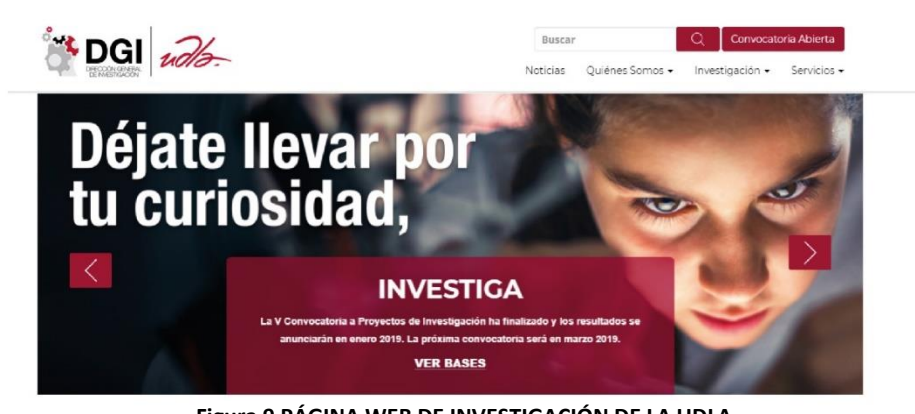 DGI
DIRECCIÓN GENERAL
DE INVESTIGACIÓN
udla-
Buscar
Convocatoria Abierta
Noticias Quiénes Somos Investigación Servicios
Déjate llevar por
tu curiosidad,
INVESTIGA
La V Convocatoria a Proyectos de Investigación ha finalizado y los resultados se
anunciarán en enero 2019. La próxima convocatoria será en marzo 2019.
VER BASES
Figura 9 PÁGINA WEB DE INVESTIGACIÓN DE LA UDLA